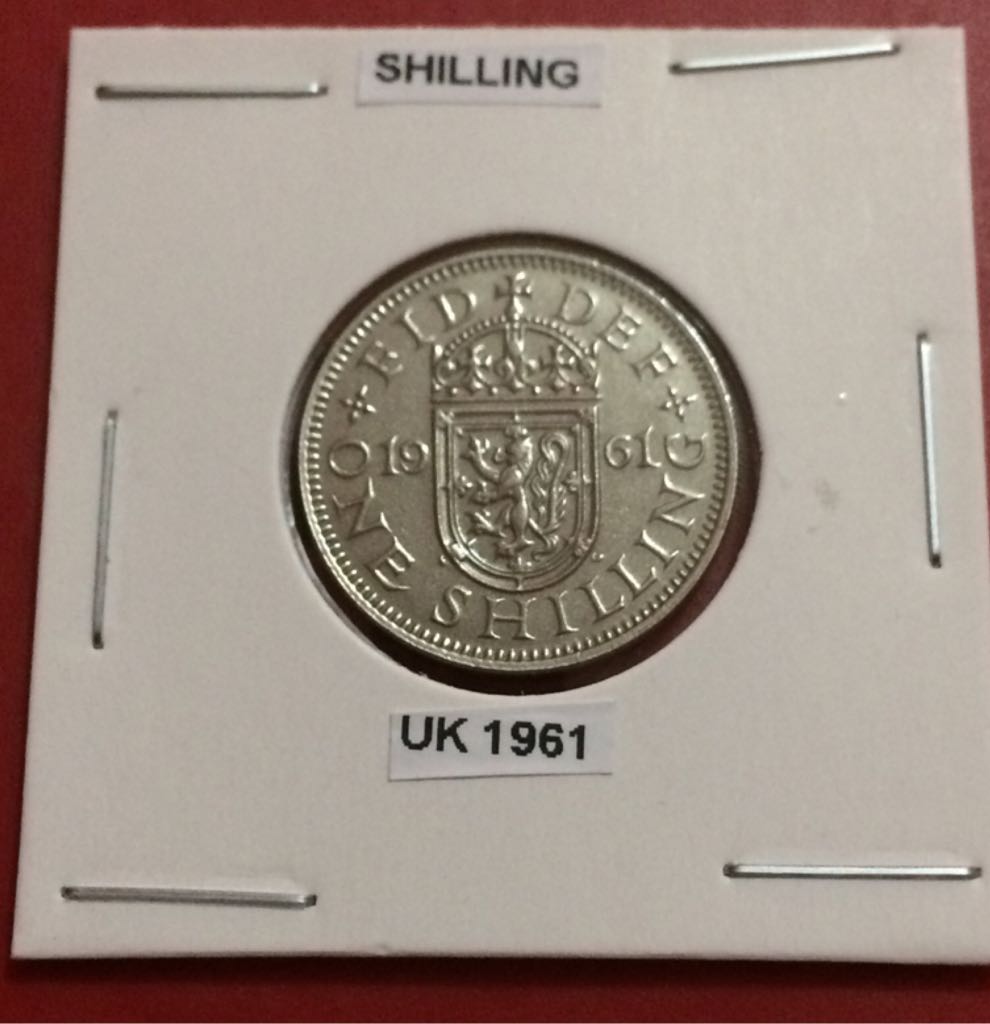 SHILLING
FID DEF
19 61
ONE SHILLING
UK 1961